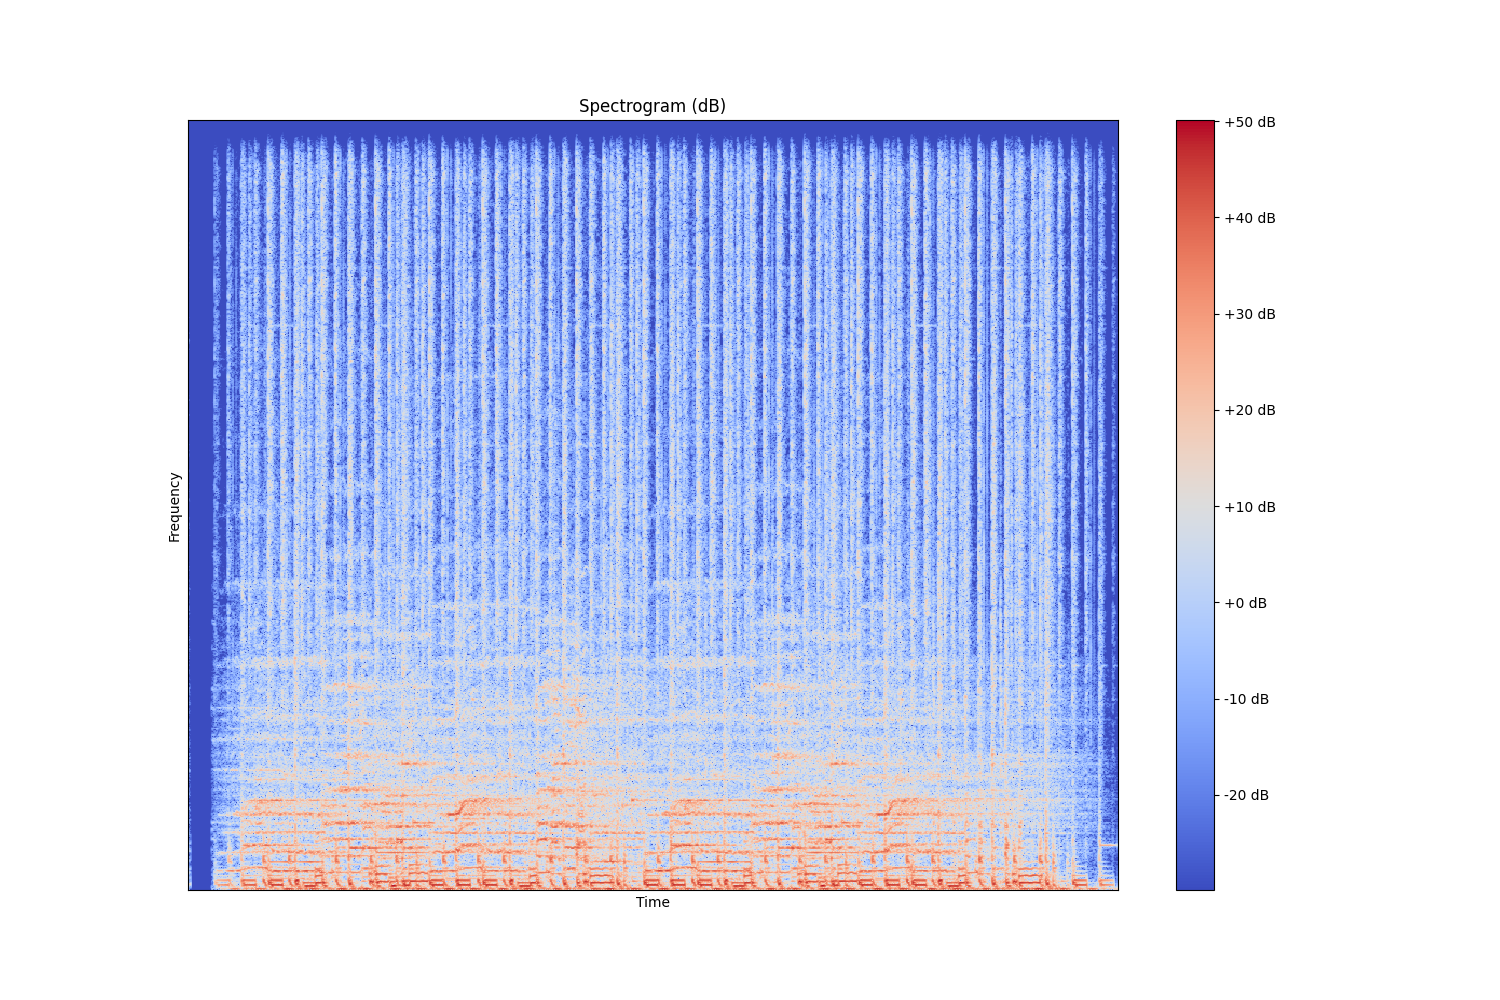 Spectrogram (dB)
+50 dB
+40 dB
+30 dB
+20 dB
+10 dB
+0 dB
-10 dB
-20 dB
Frequency
Time